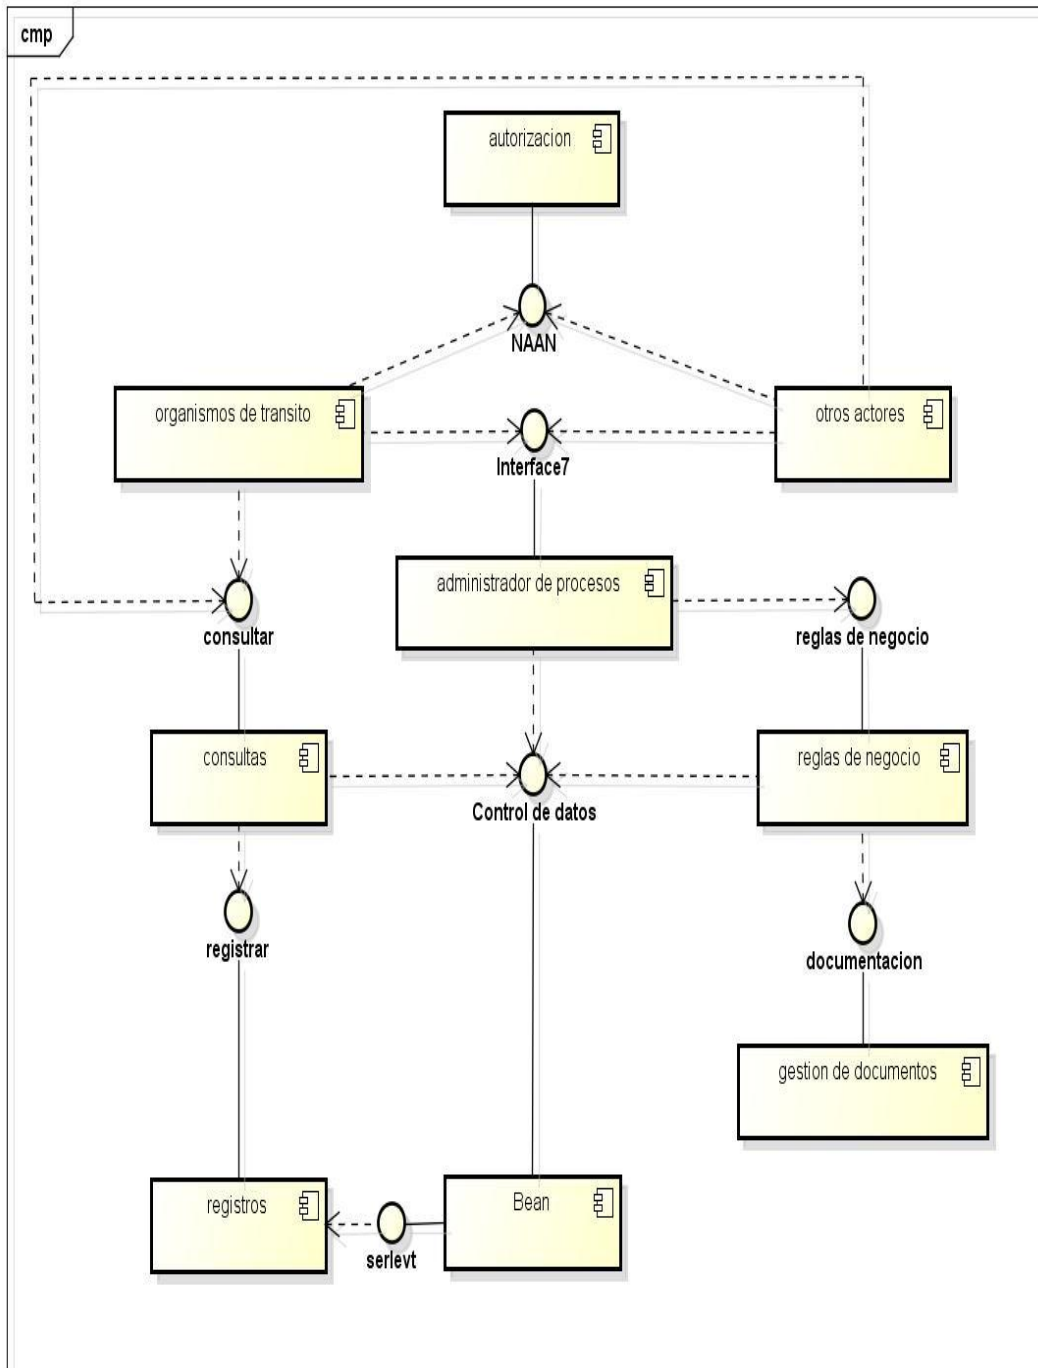 cmp
autorizacion
NAAN
organismos de transito
otros actores
Interface7
administrador de procesos
consultar
reglas de negocio
consultas
reglas de negocio
Control de datos
registrar
documentacion
gestion de documentos
registros
Bean
serlevt